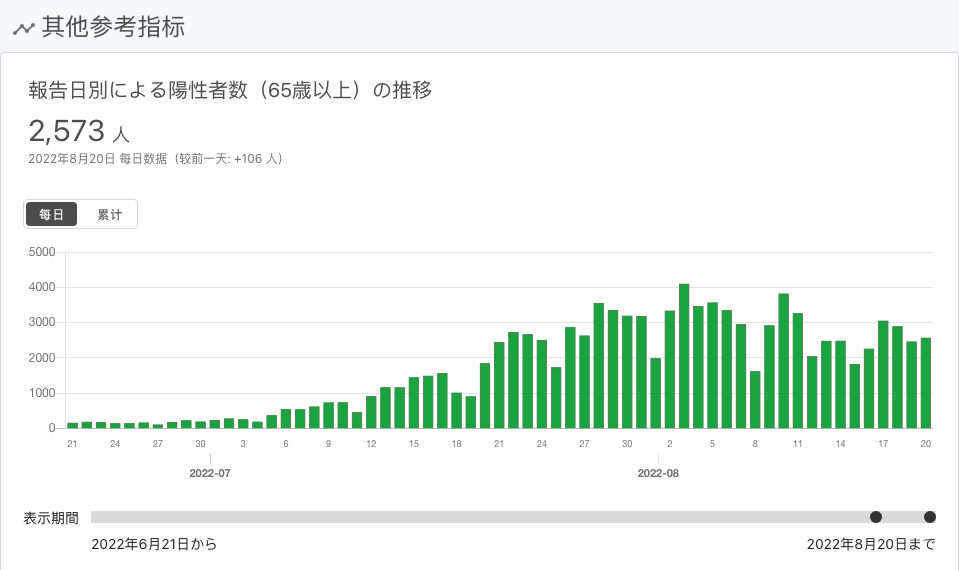 其他参考指标
報告日別による陽性者数（65歳以上）の推移
2,573 人
2022年8月20日 每日数据（较前一天: +106 人）
每日 累计
5000
4000
3000
2000
1000
0
21 24 27 30 3 6 9 12 15 18 21 24 27 30 2 5 8 11 14 17 20
2022-07 2022-08
表示期間
2022年6月21日から 2022年8月20日まで